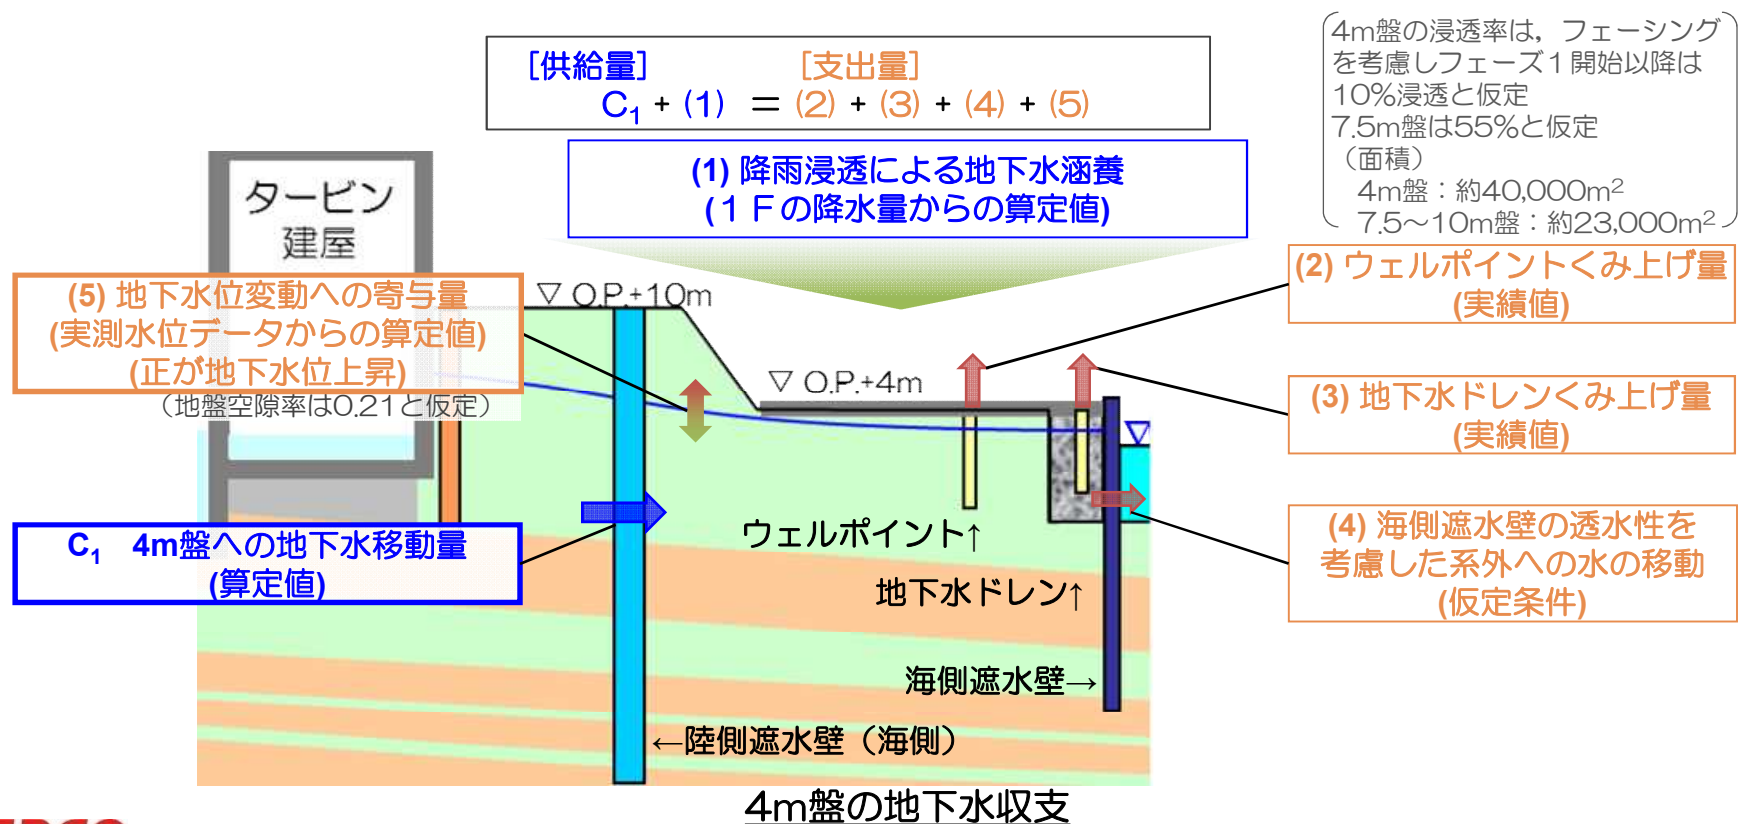 [供給量] [支出量]
C₁ + (1) = (2) + (3) + (4) + (5)
4m盤の浸透率は，フェーシング
を考慮しフェーズ１開始以降は
10%浸透と仮定
7.5m盤は55%と仮定
（面積）
4m盤：約40,000m²
7.5～10m盤：約23,000m²
(1) 降雨浸透による地下水涵養
(１Ｆの降水量からの算定値)
タービン
建屋
(2) ウェルポイントくみ上げ量
(実績値)
(5) 地下水位変動への寄与量
(実測水位データからの算定値)
(正が地下水位上昇)
（地盤空隙率は0.21と仮定）
▽ O.P.+10m
▽ O.P.+4m
(3) 地下水ドレンくみ上げ量
(実績値)
C₁　4m盤への地下水移動量
(算定値)
ウェルポイント↑
(4) 海側遮水壁の透水性を
考慮した系外への水の移動
(仮定条件)
地下水ドレン↑
海側遮水壁→
←陸側遮水壁（海側）
4m盤の地下水収支